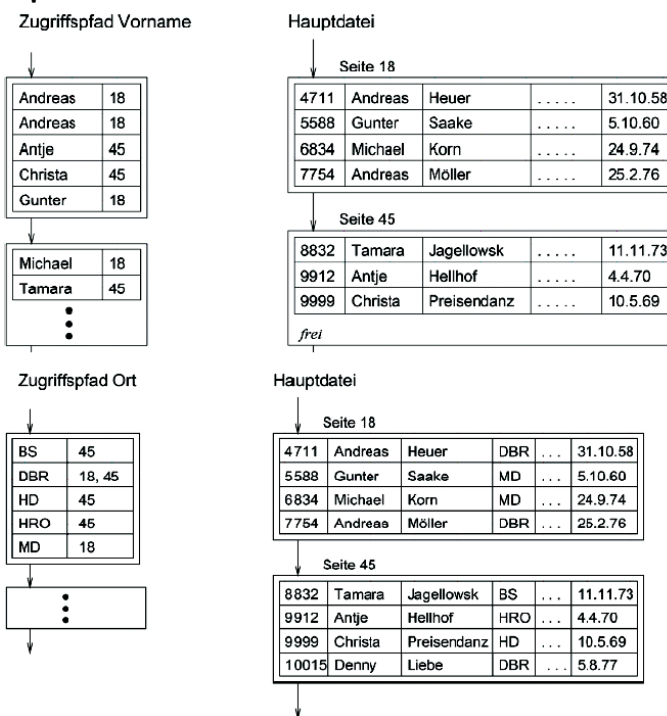 Zugriffspfad Vorname
Hauptdatei
Andreas 18
Andreas 18
Antje 45
Christa 45
Gunter 18
Michael 18
Tamara 45
Seite 18
4711 Andreas Heuer ..... 31.10.58
5588 Gunter Saake ..... 5.10.60
6834 Michael Korn ..... 24.9.74
7754 Andreas Möller ..... 25.2.76
Seite 45
8832 Tamara Jagellowsk ..... 11.11.73
9912 Antje Hellhof ..... 4.4.70
9999 Christa Preisendanz ..... 10.5.69
frei
Zugriffspfad Ort
Hauptdatei
BS 45
DBR 18, 45
HD 45
HRO 45
MD 18
Seite 18
4711 Andreas Heuer DBR ... 31.10.58
5588 Gunter Saake MD ... 5.10.60
6834 Michael Korn MD ... 24.9.74
7754 Andreas Möller DBR ... 25.2.76
Seite 45
8832 Tamara Jagellowsk BS ... 11.11.73
9912 Antje Hellhof HRO ... 4.4.70
9999 Christa Preisendanz HD ... 10.5.69
10015 Denny Liebe DBR ... 5.8.77